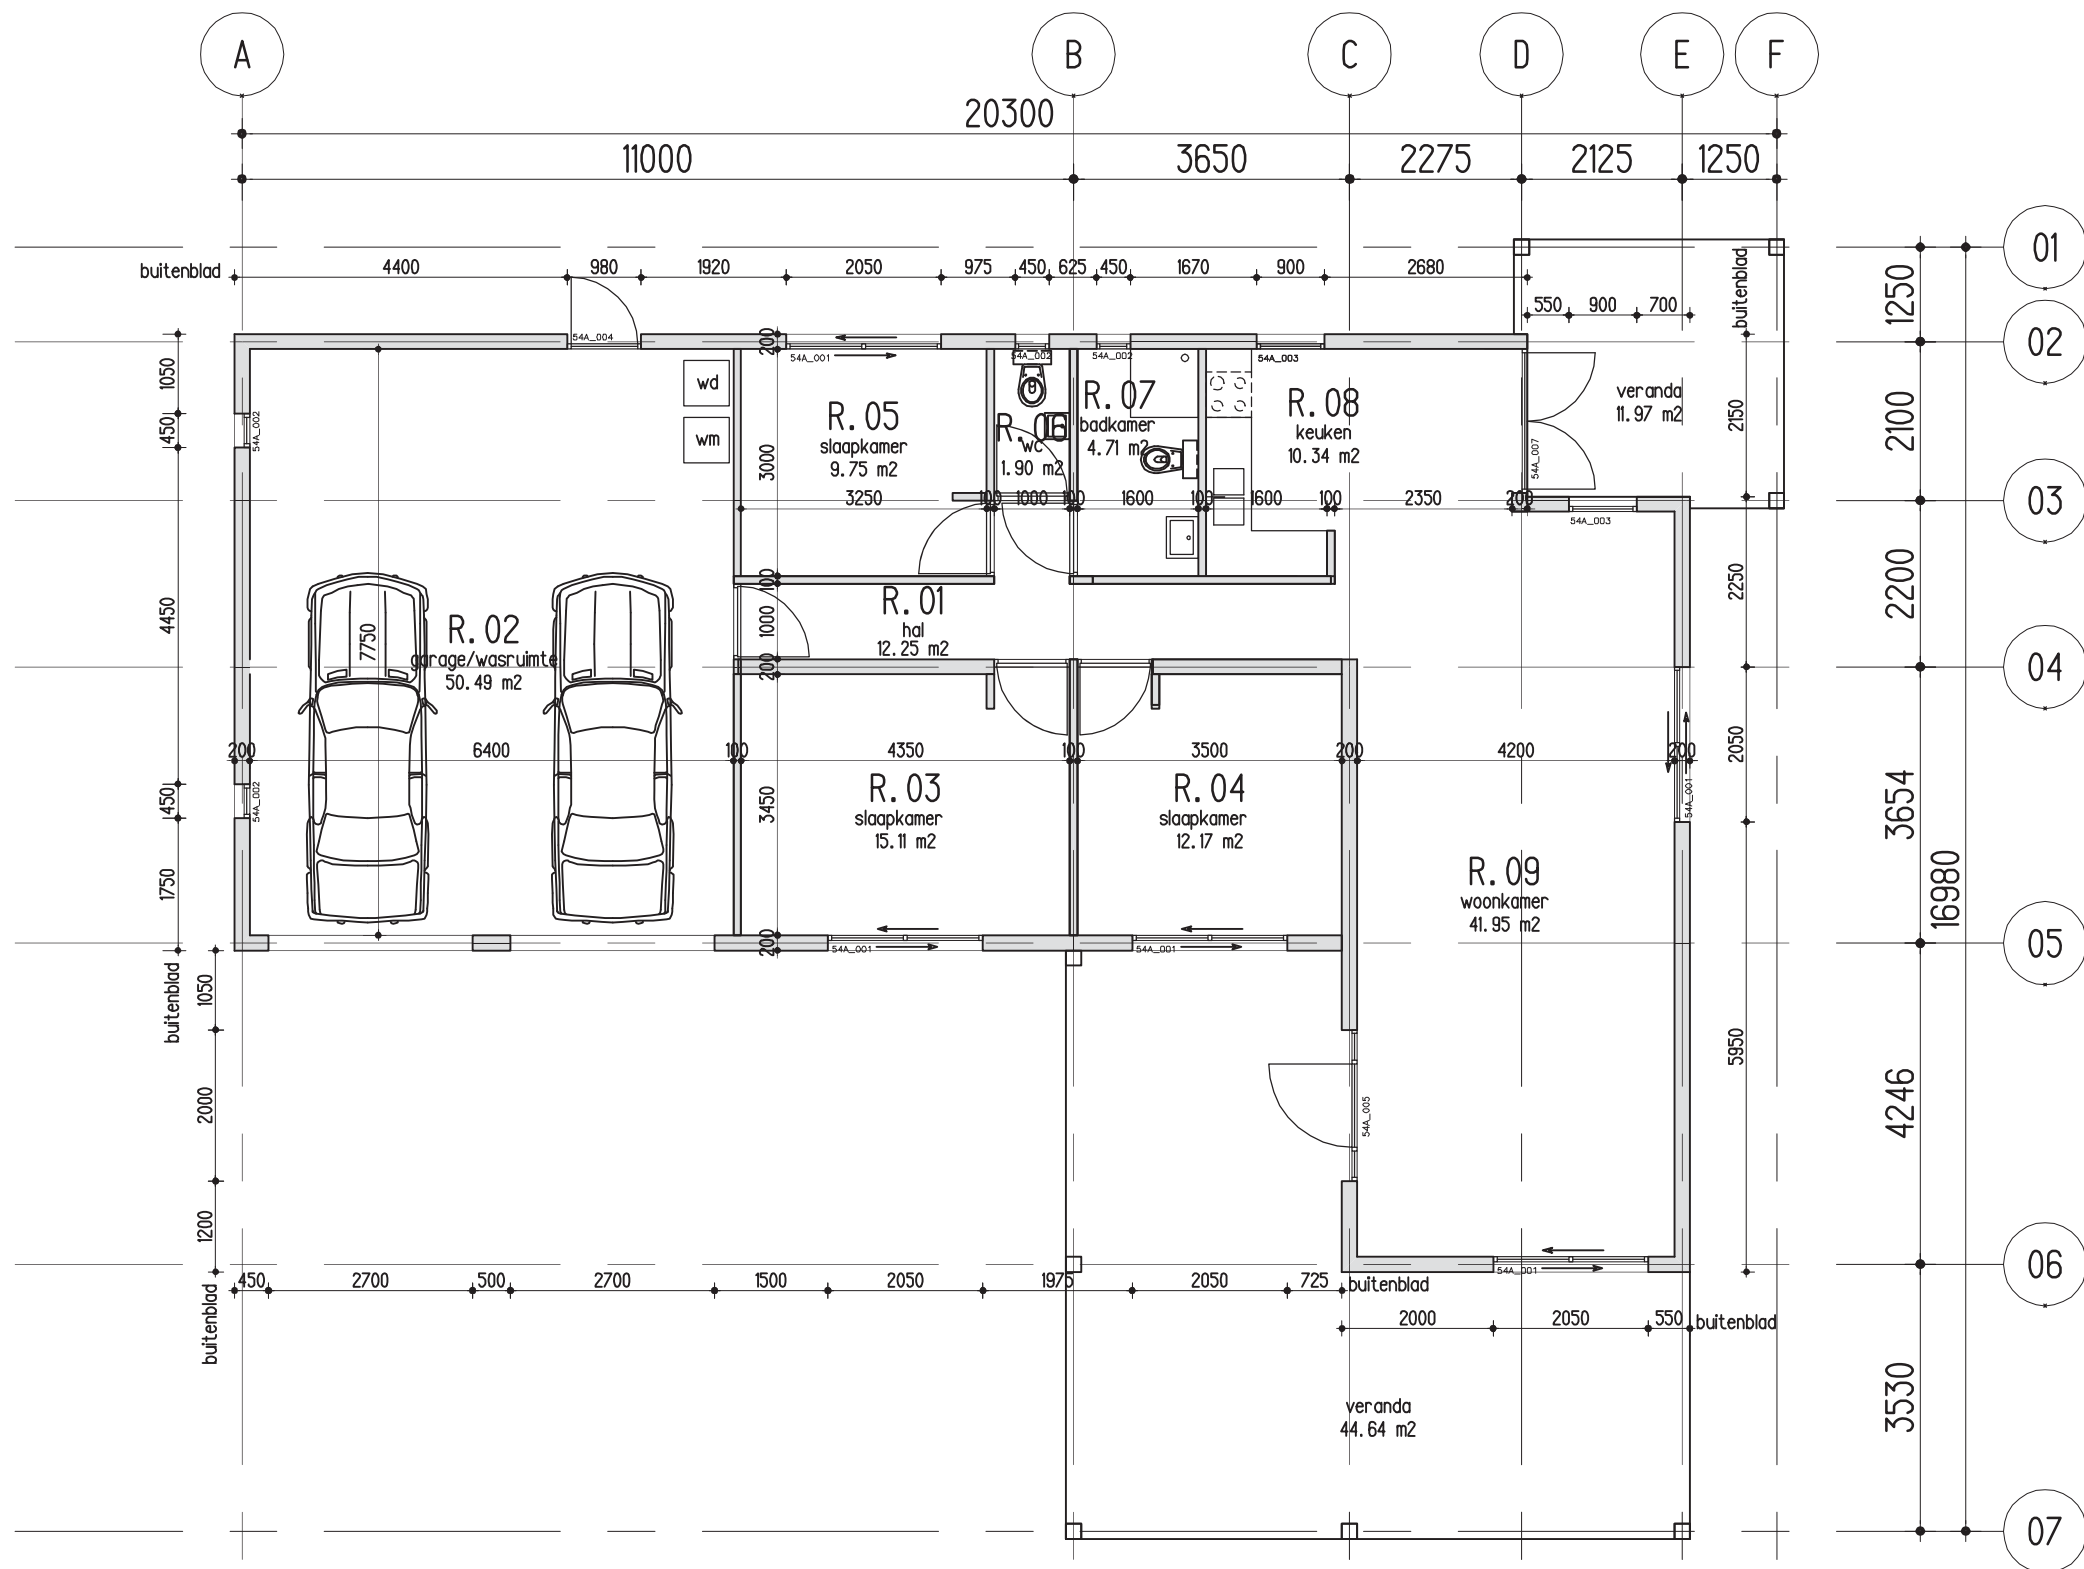 A B C D E F
20300
11000 3650 2275 2125 1250
01
buitenblad 4400 980 1920 2050 975 450 625 450 1670 900 2680
buitenblad
1250
550 900 700
200
54A_004
54A_001
54A_002
54A_002
54A_003
02
1050
450
54A_002
wd
wm
R.05
slaapkamer
9.75 m2
3000
wc
1.90 m2
R.07
badkamer
4.71 m2
R.08
keuken
10.34 m2
veranda
11.97 m2
54A_007
2150
2100
3250 100 1000 100 1600 100 1600 100 2350 200
54A_003
03
4450
7750
R.02
garage/wasruimte
50.49 m2
100
1000
200
R.01
hal
12.25 m2
2250
2200
04
200 6400 100 4350 100 3500 200 4200 200
450
54A_002
1750
3450
R.03
slaapkamer
15.11 m2
R.04
slaapkamer
12.17 m2
2050
54A_001
3654
R.09
woonkamer
41.95 m2
16980
200
54A_001
54A_001
05
buitenblad
1050
2000
1200
54A_005
5950
4246
54A_001
06
450 2700 500 2700 1500 2050 1975 2050 725 buitenblad
buitenblad
2000 2050 550 buitenblad
veranda
44.64 m2
3530
07